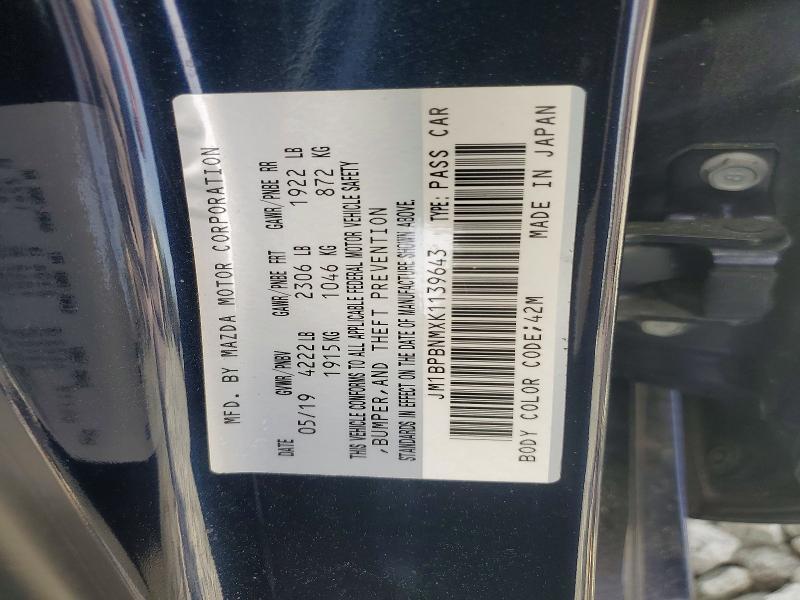 MFD. BY MAZDA MOTOR CORPORATION
DATE GVWR/PNBV GAWR/PNBE FRT GAWR/PNBE RR
05/19 4222LB 2306 LB 1922 LB
1915KG 1046 KG 872 KG
THIS VEHICLE CONFORMS TO ALL APPLICABLE FEDERAL MOTOR VEHICLE SAFETY
,BUMPER,AND THEFT PREVENTION
STANDARDS IN EFFECT ON THE DATE OF MANUFACTURE SHOWN ABOVE.
JM1BPBNMXK1139643 TYPE: PASS CAR
BODY COLOR CODE;42M MADE IN JAPAN